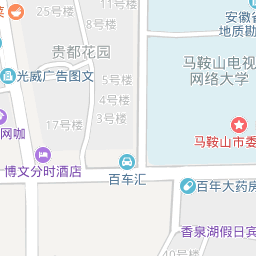 菜
25号楼
11号楼
8号楼
安徽省
地质勘
贵都花园
马鞍山电视
网络大学
光威广告图文
5号楼
4号楼
3号楼
17号楼
网咖
马鞍山市委
博文分时酒店
百车汇
百年大药房
香泉湖假日宾